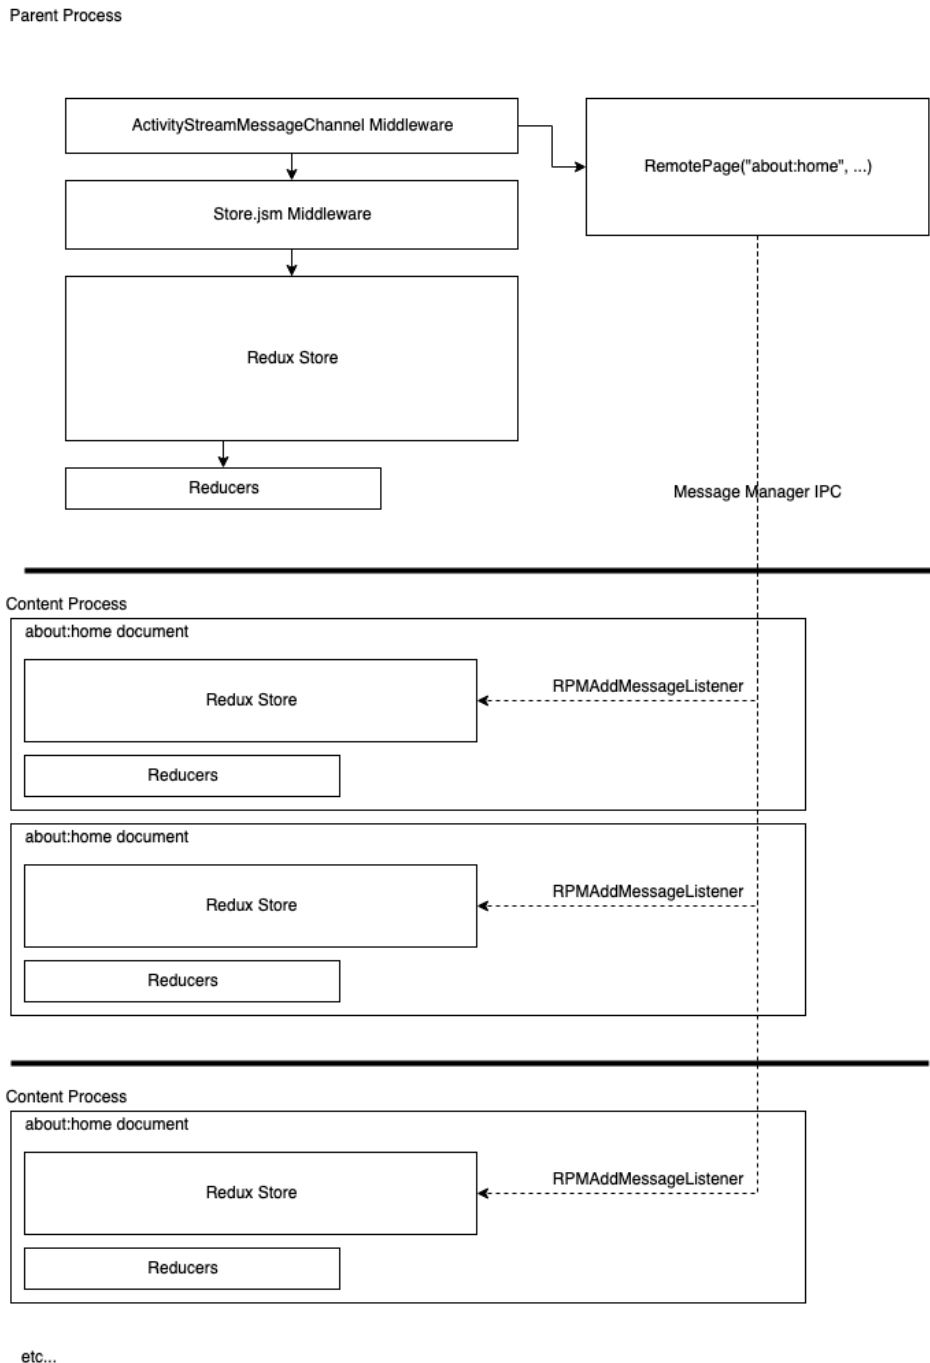 Parent Process
ActivityStreamMessageChannel Middleware
RemotePage("about:home", ...)
Store.jsm Middleware
Redux Store
Reducers
Message Manager IPC
Content Process
about:home document
RPMAddMessageListener
Redux Store
Reducers
about:home document
RPMAddMessageListener
Redux Store
Reducers
Content Process
about:home document
RPMAddMessageListener
Redux Store
Reducers
etc...